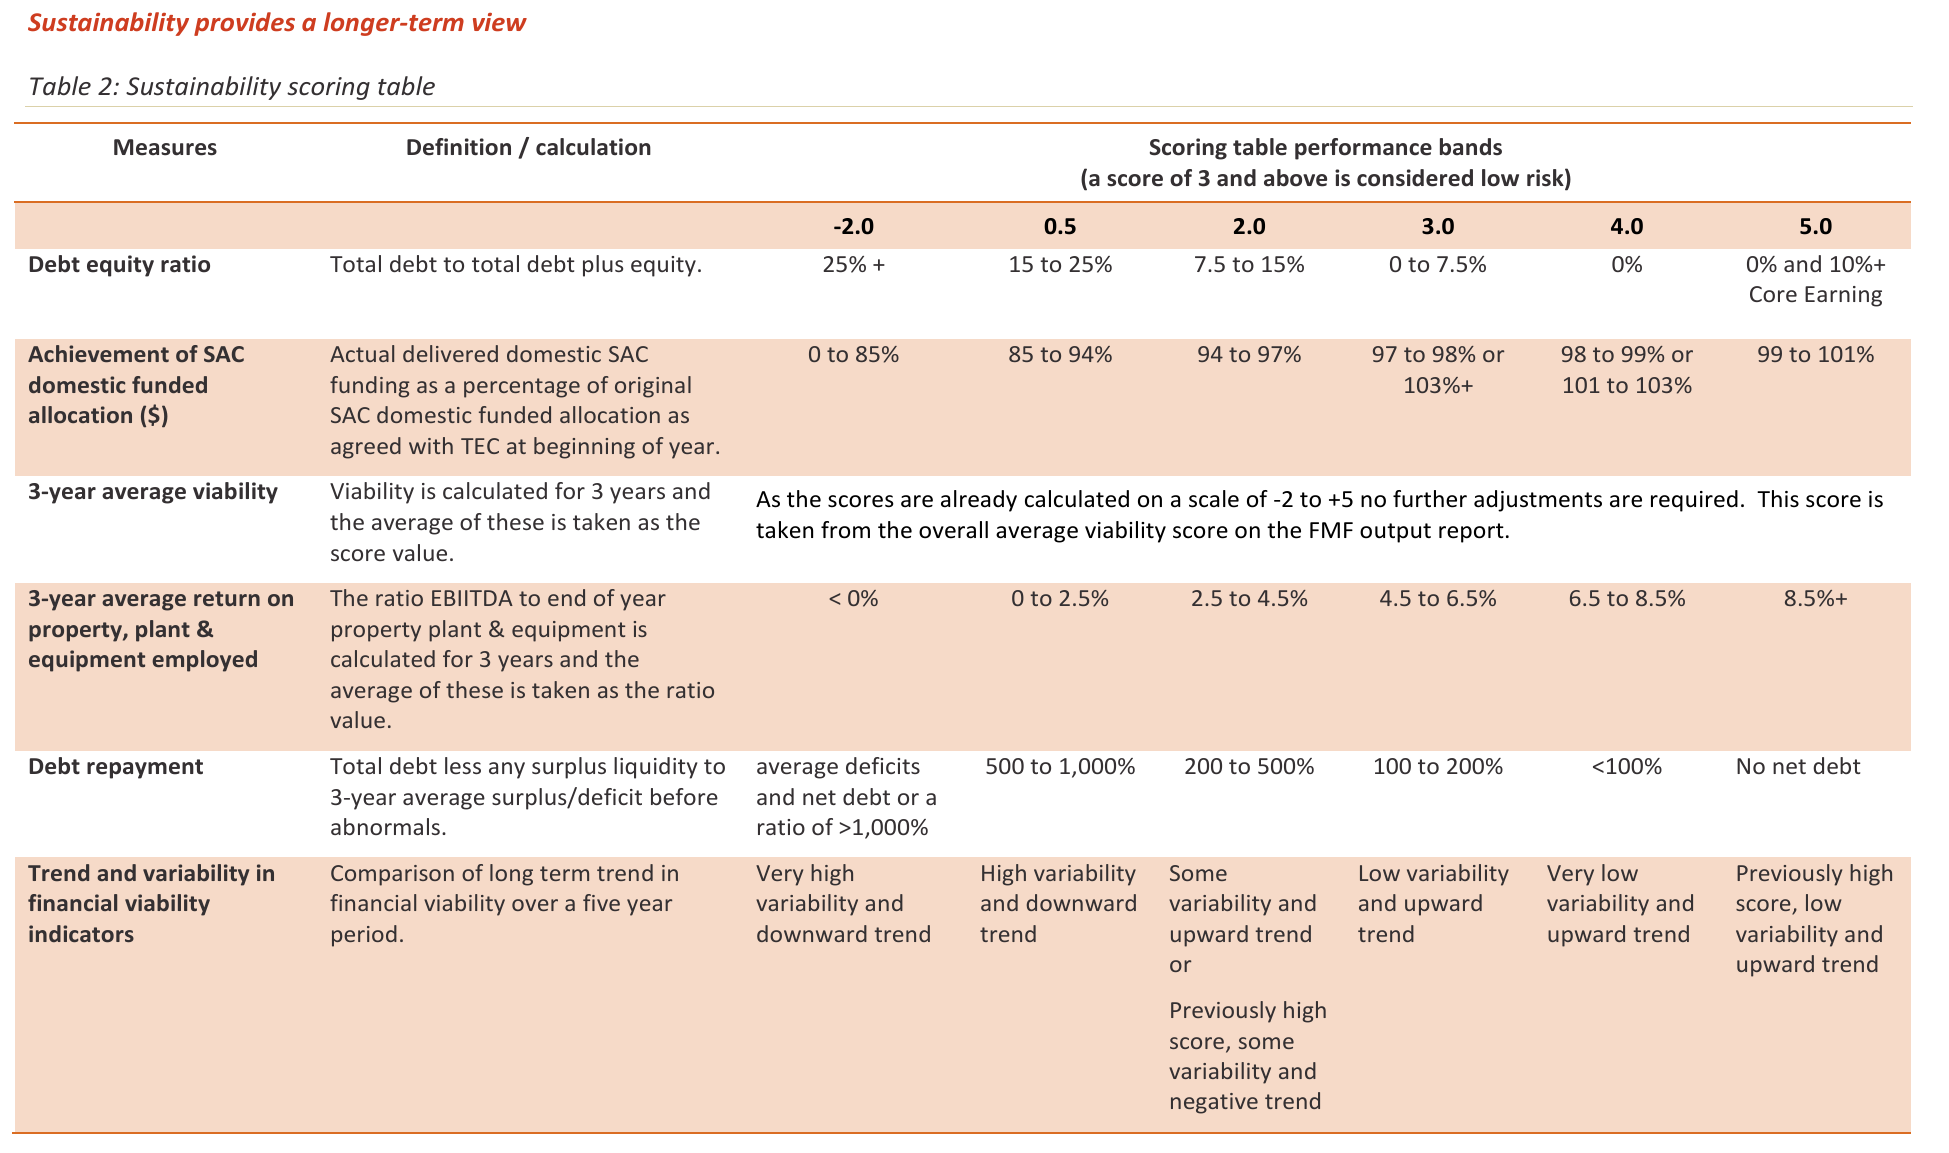 Sustainability provides a longer-term view
Table 2: Sustainability scoring table
Measures
Definition / calculation
Scoring table performance bands
(a score of 3 and above is considered low risk)
-2.0
0.5
2.0
3.0
4.0
5.0
Debt equity ratio
Total debt to total debt plus equity.
25% +
15 to 25%
7.5 to 15%
0 to 7.5%
0%
0% and 10%+
Core Earning
Achievement of SAC
domestic funded
allocation ($)
Actual delivered domestic SAC
funding as a percentage of original
SAC domestic funded allocation as
agreed with TEC at beginning of year.
0 to 85%
85 to 94%
94 to 97%
97 to 98% or
103%+
98 to 99% or
101 to 103%
99 to 101%
3-year average viability
Viability is calculated for 3 years and
the average of these is taken as the
score value.
As the scores are already calculated on a scale of -2 to +5 no further adjustments are required.  This score is
taken from the overall average viability score on the FMF output report.
3-year average return on
property, plant &
equipment employed
The ratio EBIITDA to end of year
property plant & equipment is
calculated for 3 years and the
average of these is taken as the ratio
value.
< 0%
0 to 2.5%
2.5 to 4.5%
4.5 to 6.5%
6.5 to 8.5%
8.5%+
Debt repayment
Total debt less any surplus liquidity to
3-year average surplus/deficit before
abnormals.
average deficits
and net debt or a
ratio of >1,000%
500 to 1,000%
200 to 500%
100 to 200%
<100%
No net debt
Trend and variability in
financial viability
indicators
Comparison of long term trend in
financial viability over a five year
period.
Very high
variability and
downward trend
High variability
and downward
trend
Some
variability and
upward trend
or
Previously high
score, some
variability and
negative trend
Low variability
and upward
trend
Very low
variability and
upward trend
Previously high
score, low
variability and
upward trend